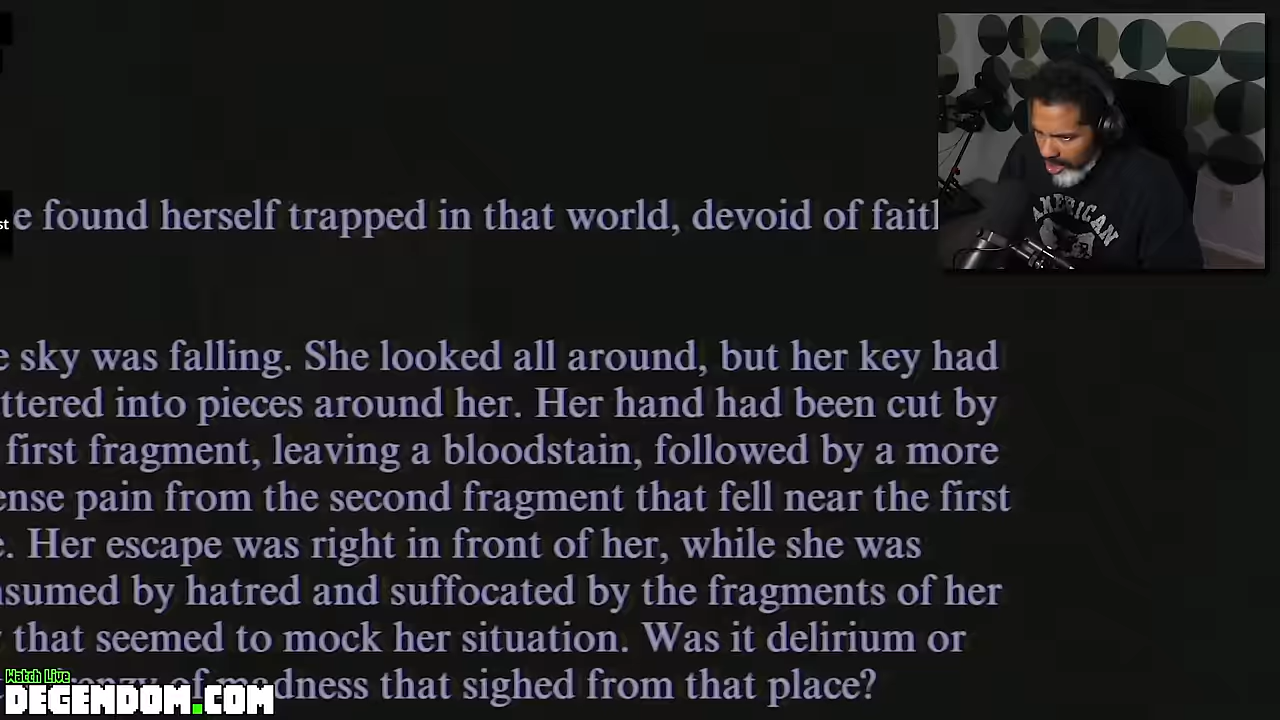 e found herself trapped in that world, devoid of
sky was falling. She looked all around, but her key had
ttered into pieces around her. Her hand had been cut by
first fragment, leaving a bloodstain, followed by a more
ense pain from the second fragment that fell near the first
e. Her escape was right in front of her, while she was
nsumed by hatred and suffocated by the fragments of her
that seemed to mock her situation. Was it delirium or
of madness that sighed from that place?
AMERICAN
Watch Live
DEGENDOM.COM